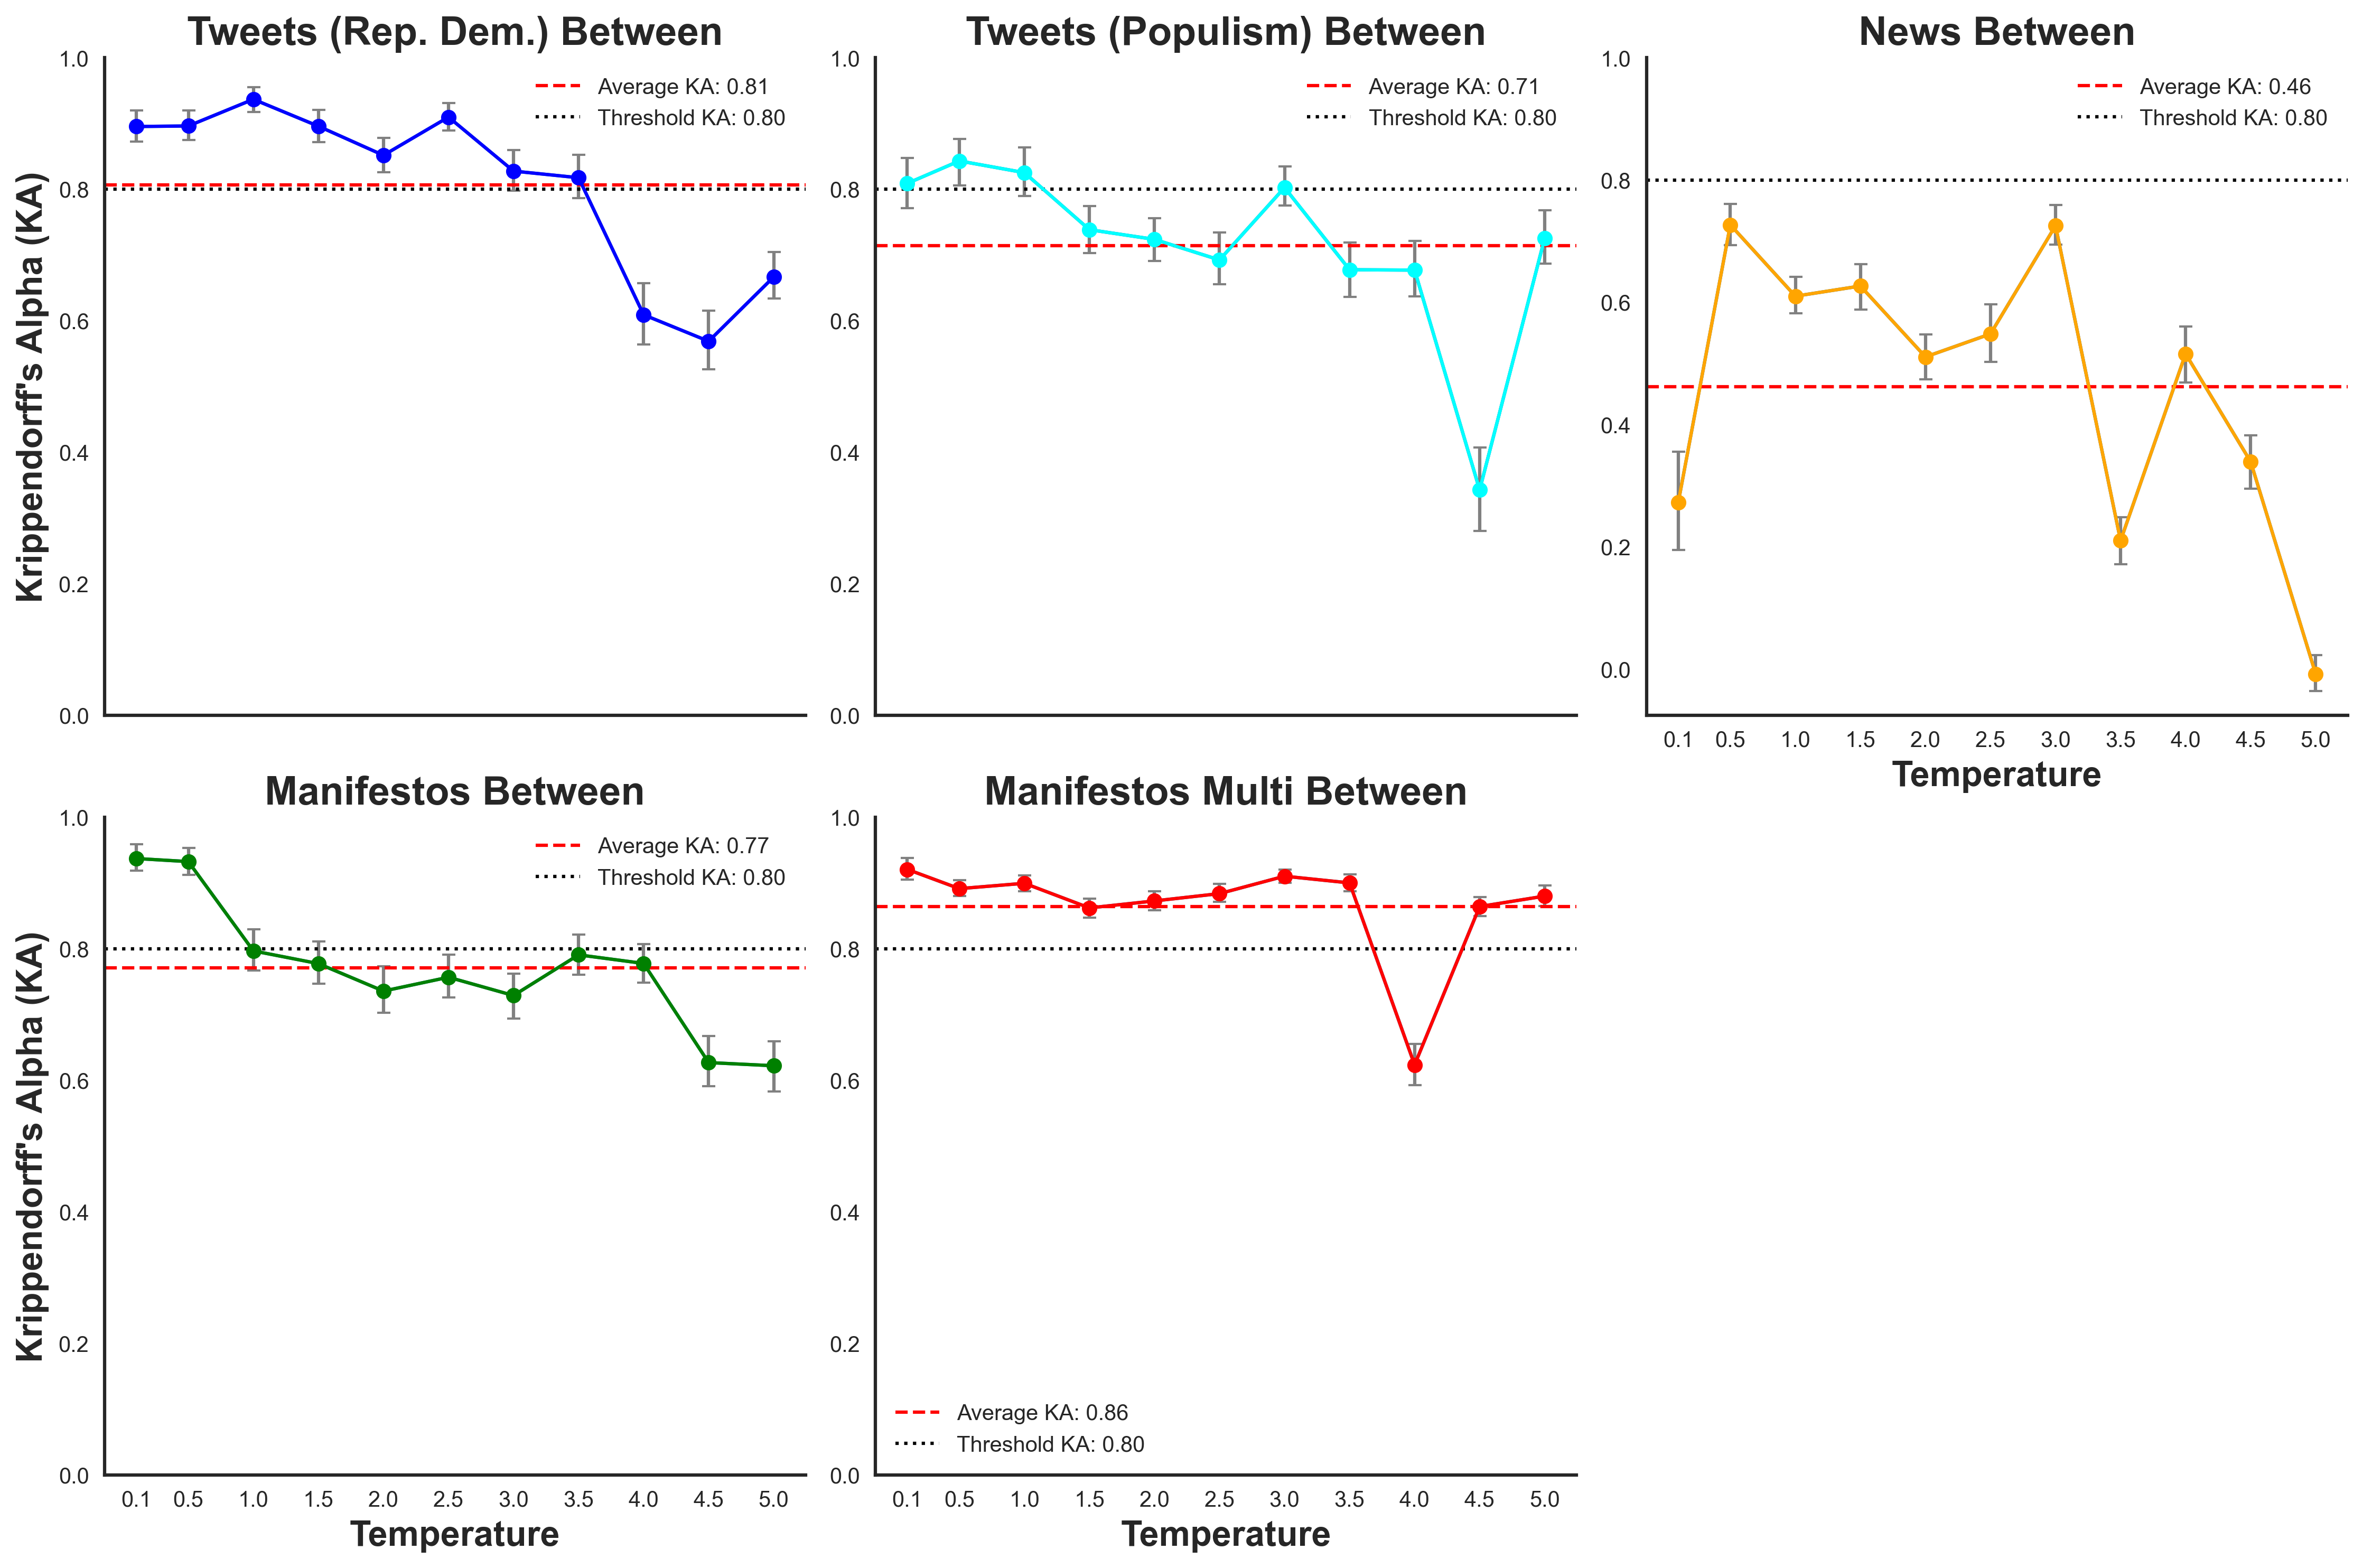 Tweets (Rep. Dem.) Between
Average KA: 0.81
Threshold KA: 0.80
Krippendorff's Alpha (KA)
1.0
0.8
0.6
0.4
0.2
0.0
Tweets (Populism) Between
Average KA: 0.71
Threshold KA: 0.80
1.0
0.8
0.6
0.4
0.2
0.0
News Between
Average KA: 0.46
Threshold KA: 0.80
1.0
0.8
0.6
0.4
0.2
0.0
0.1 0.5 1.0 1.5 2.0 2.5 3.0 3.5 4.0 4.5 5.0
Temperature
Manifestos Between
Average KA: 0.77
Threshold KA: 0.80
Krippendorff's Alpha (KA)
1.0
0.8
0.6
0.4
0.2
0.0
0.1 0.5 1.0 1.5 2.0 2.5 3.0 3.5 4.0 4.5 5.0
Temperature
Manifestos Multi Between
1.0
0.8
0.6
0.4
0.2
0.0
Average KA: 0.86
Threshold KA: 0.80
0.1 0.5 1.0 1.5 2.0 2.5 3.0 3.5 4.0 4.5 5.0
Temperature